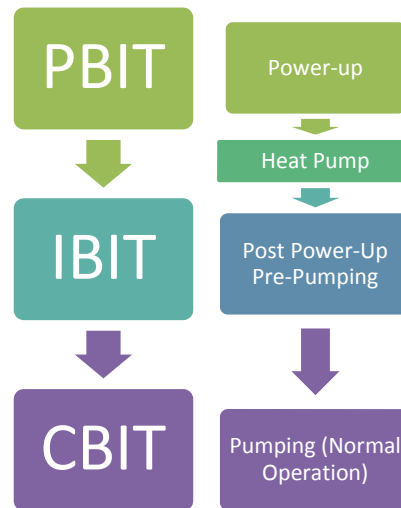 PBIT
Power-up
Heat Pump
IBIT
Post Power-Up
Pre-Pumping
CBIT
Pumping (Normal
Operation)